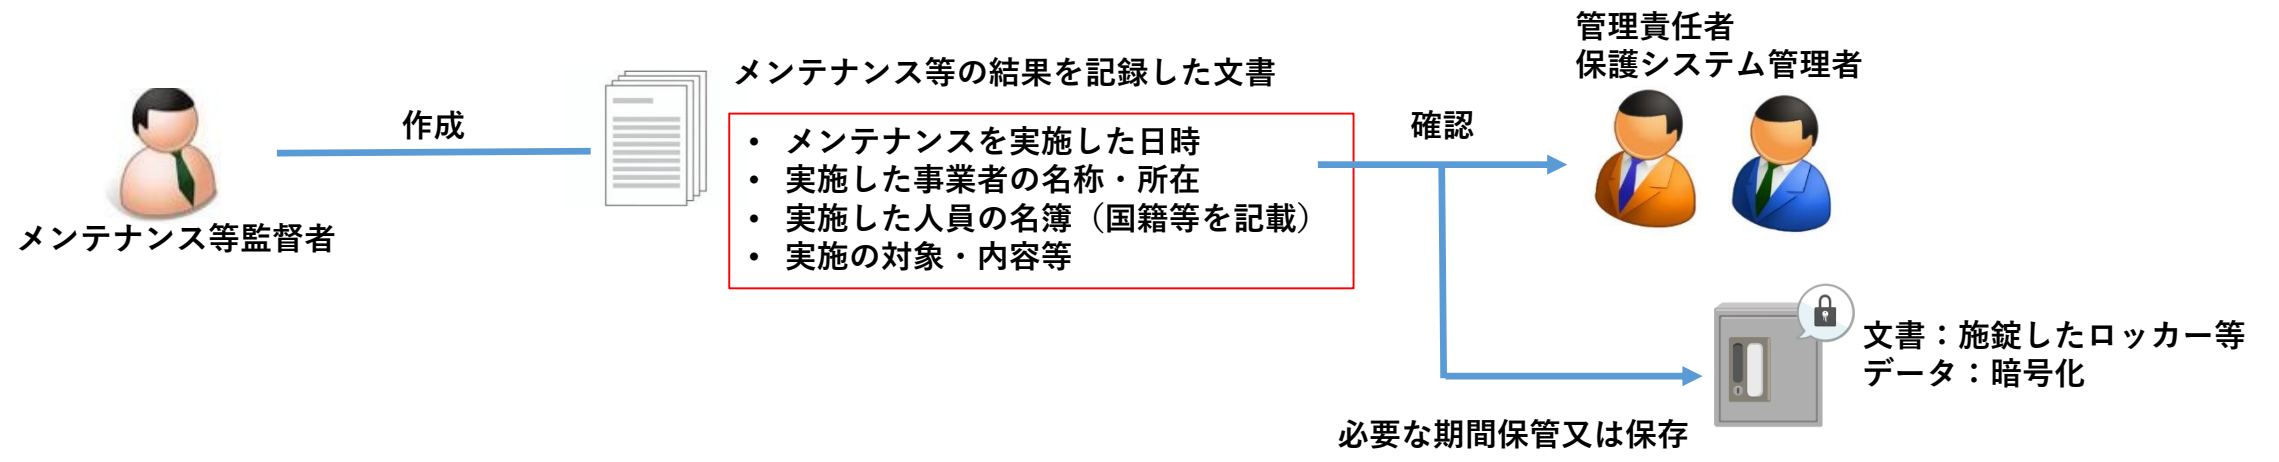 管理責任者
保護システム管理者
メンテナンス等の結果を記録した文書
作成
確認
• メンテナンスを実施した日時
• 実施した事業者の名称・所在
• 実施した人員の名簿（国籍等を記載）
• 実施の対象・内容等
メンテナンス等監督者
文書：施錠したロッカー等
データ：暗号化
必要な期間保管又は保存